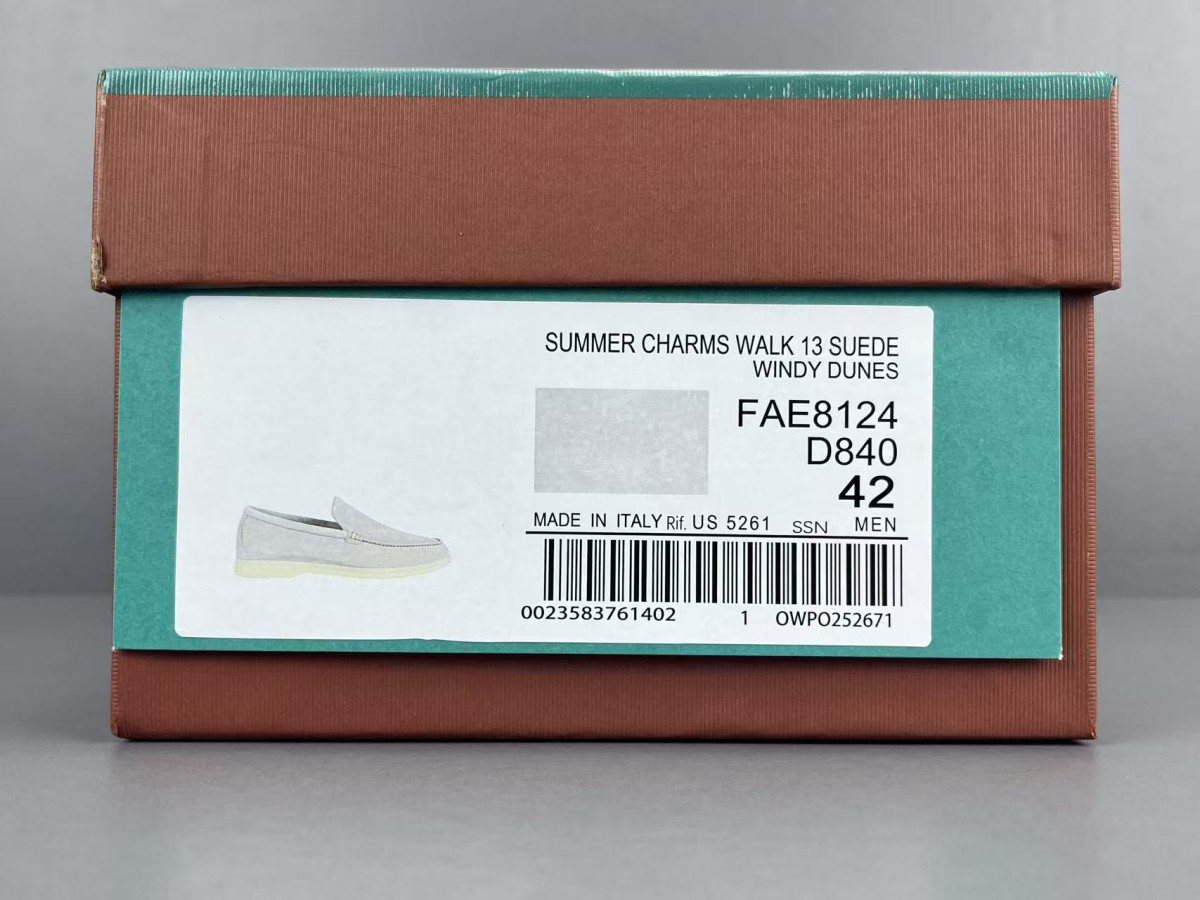 SUMMER CHARMS WALK 13 SUEDE
WINDY DUNES
FAE8124
D840
42
MADE IN ITALY Rif. US 5261 SSN MEN
0023583761402 1 OWPO252671